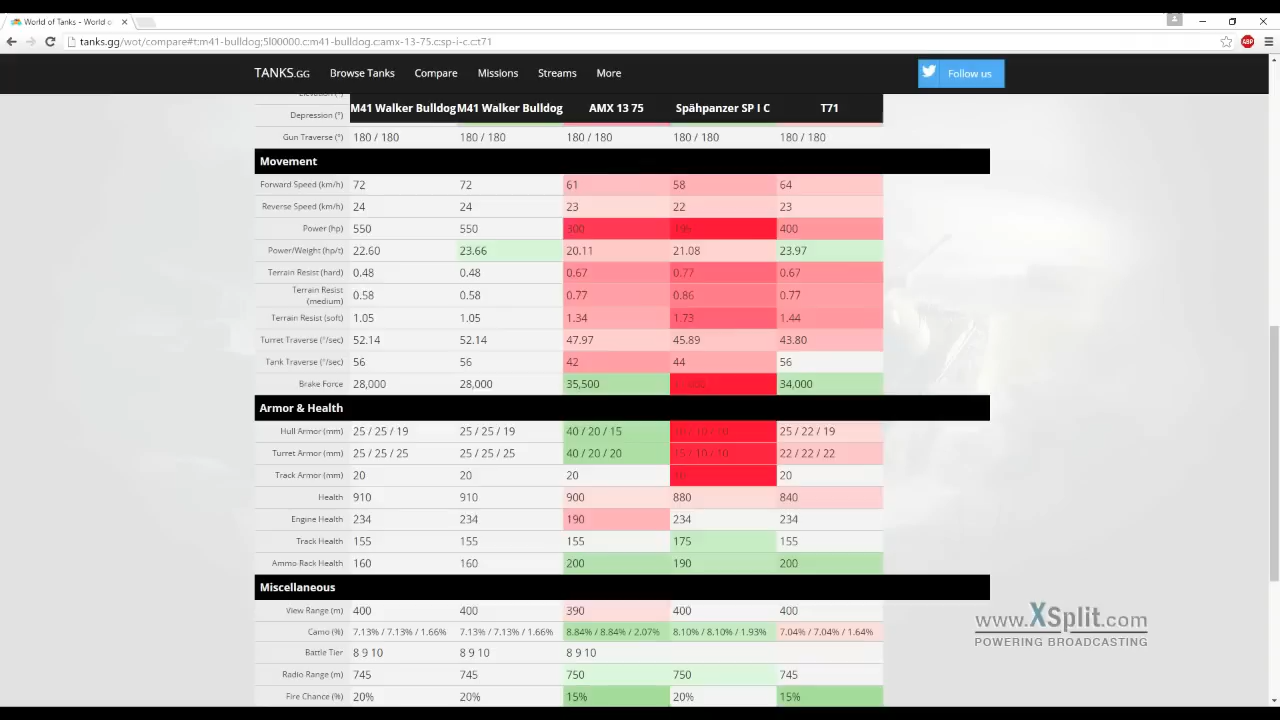 World of Tanks - World o
tanks.gg/wot/compare#t;m41-bulldog;5l00000.c;m41-bulldog.c;amx-13-75.c;sp-i-c.c;t71
ABP
TANKS.GG Browse Tanks Compare Missions Streams More Follow us
Elevation (°) M41 Walker Bulldog M41 Walker Bulldog AMX 13 75 Spähpanzer SP I C T71
Depression (°)
Gun Traverse (°) 180 / 180 180 / 180 180 / 180 180 / 180 180 / 180
Movement
Forward Speed (km/h) 72 72 61 58 64
Reverse Speed (km/h) 24 24 23 22 23
Power (hp) 550 550 300 195 400
Power/Weight (hp/t) 22.60 23.66 20.11 21.08 23.97
Terrain Resist (hard) 0.48 0.48 0.67 0.77 0.67
Terrain Resist (medium) 0.58 0.58 0.77 0.86 0.77
Terrain Resist (soft) 1.05 1.05 1.34 1.73 1.44
Turret Traverse (°/sec) 52.14 52.14 47.97 45.89 43.80
Tank Traverse (°/sec) 56 56 42 44 56
Brake Force 28,000 28,000 35,500 34,000
Armor & Health
Hull Armor (mm) 25 / 25 / 19 25 / 25 / 19 40 / 20 / 15 25 / 22 / 19
Turret Armor (mm) 25 / 25 / 25 25 / 25 / 25 40 / 20 / 20 15 / 10 / 10 22 / 22 / 22
Track Armor (mm) 20 20 20 20
Health 910 910 900 880 840
Engine Health 234 234 190 234 234
Track Health 155 155 155 175 155
Ammo Rack Health 160 160 200 190 200
Miscellaneous
View Range (m) 400 400 390 400 400
Camo (%) 7.13% / 7.13% / 1.66% 7.13% / 7.13% / 1.66% 8.84% / 8.84% / 2.07% 8.10% / 8.10% / 1.93% 7.04% / 7.04% / 1.64%
Battle Tier 8 9 10 8 9 10 8 9 10
Radio Range (m) 745 745 750 750 745
Fire Chance (%) 20% 20% 15% 20% 15%
www.XSplit.com
POWERING BROADCASTING